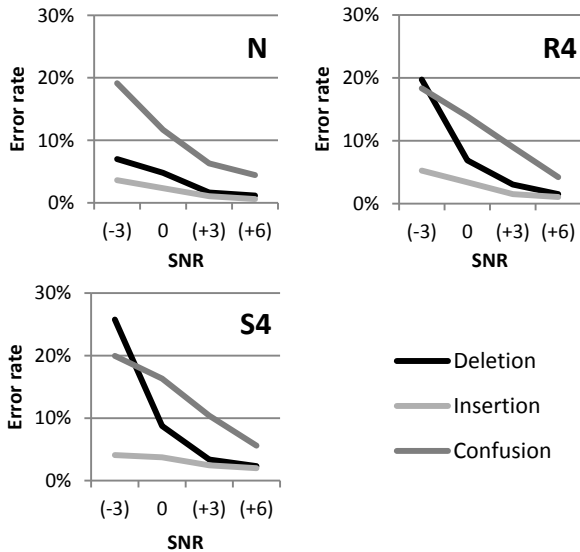 N
30%
20%
10%
0%
Error rate
(-3) 0 (+3) (+6)
SNR
R4
30%
20%
10%
0%
Error rate
(-3) 0 (+3) (+6)
SNR
S4
30%
20%
10%
0%
Error rate
(-3) 0 (+3) (+6)
SNR
Deletion
Insertion
Confusion